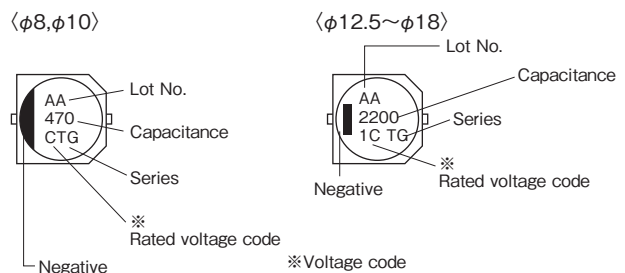 〈φ8,φ10〉
AA
470
CTG
Lot No.
Capacitance
Series
※
Rated voltage code
Negative
〈φ12.5〜φ18〉
Lot No.
AA
2200
1C TG
Capacitance
Series
※
Rated voltage code
Negative
※Voltage code